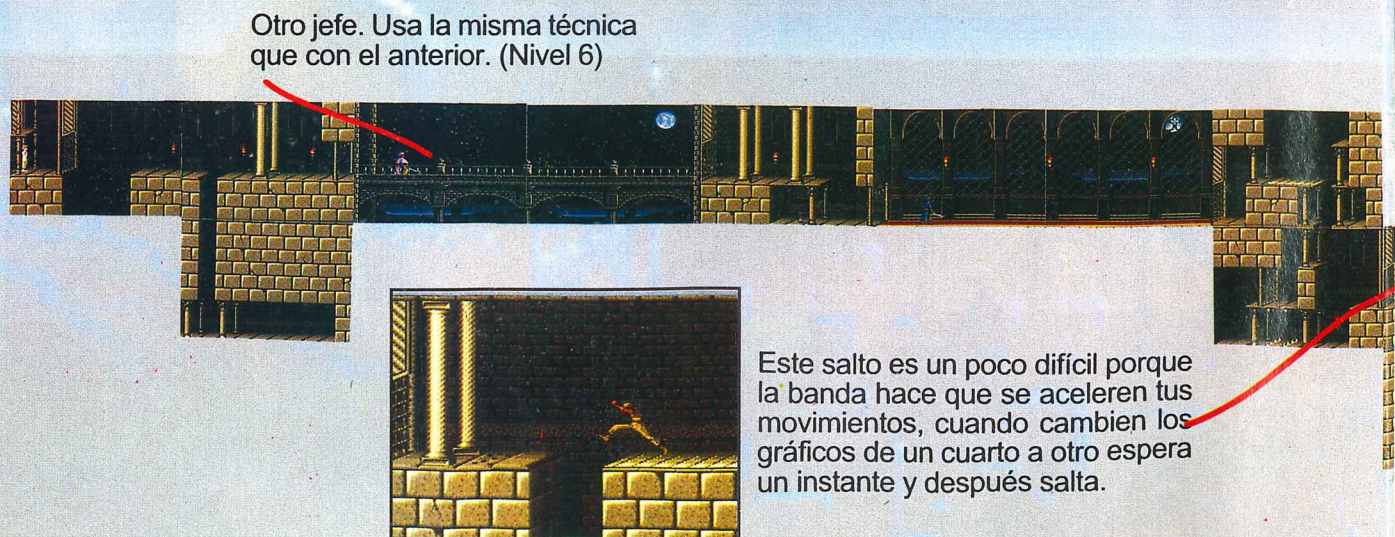 Otro jefe. Usa la misma técnica
que con el anterior. (Nivel 6)
Este salto es un poco difícil porque
la banda hace que se aceleren tus
movimientos, cuando cambien los
gráficos de un cuarto a otro espera
un instante y después salta.